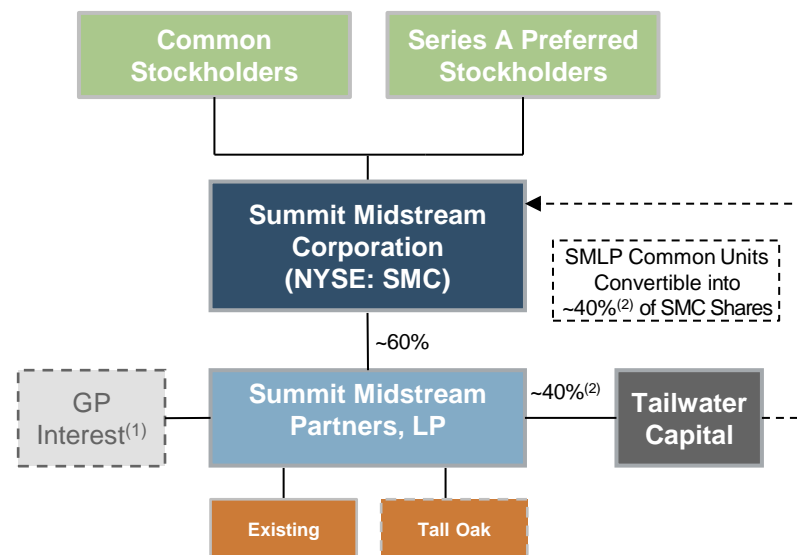 Common
Stockholders
Series A Preferred
Stockholders
Summit Midstream
Corporation
(NYSE: SMC)
SMLP Common Units
Convertible into
~40%(2) of SMC Shares
~60%
GP
Interest(1)
Summit Midstream
Partners, LP
~40%(2)
Tailwater
Capital
Existing
Tall Oak